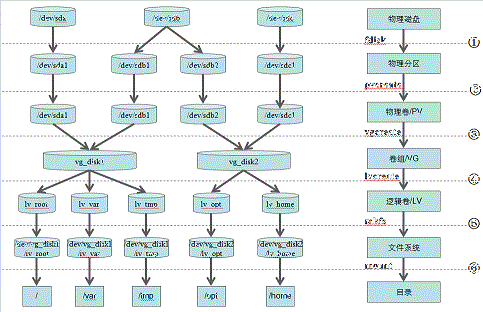 /dev/sda
/dev/sdb
/dev/sdc
物理磁盘
fdisk
①
/dev/sda1
/dev/sdb1
/dev/sdb2
/dev/sdc1
物理分区
pvcreate
②
/dev/sda1
/dev/sdb1
/dev/sdb2
/dev/sdc1
物理卷/PV
vgcreate
③
vg_disk1
vg_disk2
卷组/VG
lvcreate
④
lv_root
lv_var
lv_tmp
lv_opt
lv_home
逻辑卷/LV
mkfs
⑤
/dev/vg_disk1
/lv_root
/dev/vg_disk1
/lv_var
/dev/vg_disk1
/lv_tmp
/dev/vg_disk2
/lv_opt
/dev/vg_disk2
/lv_home
文件系统
mount
⑥
/
/var
/tmp
/opt
/home
目录